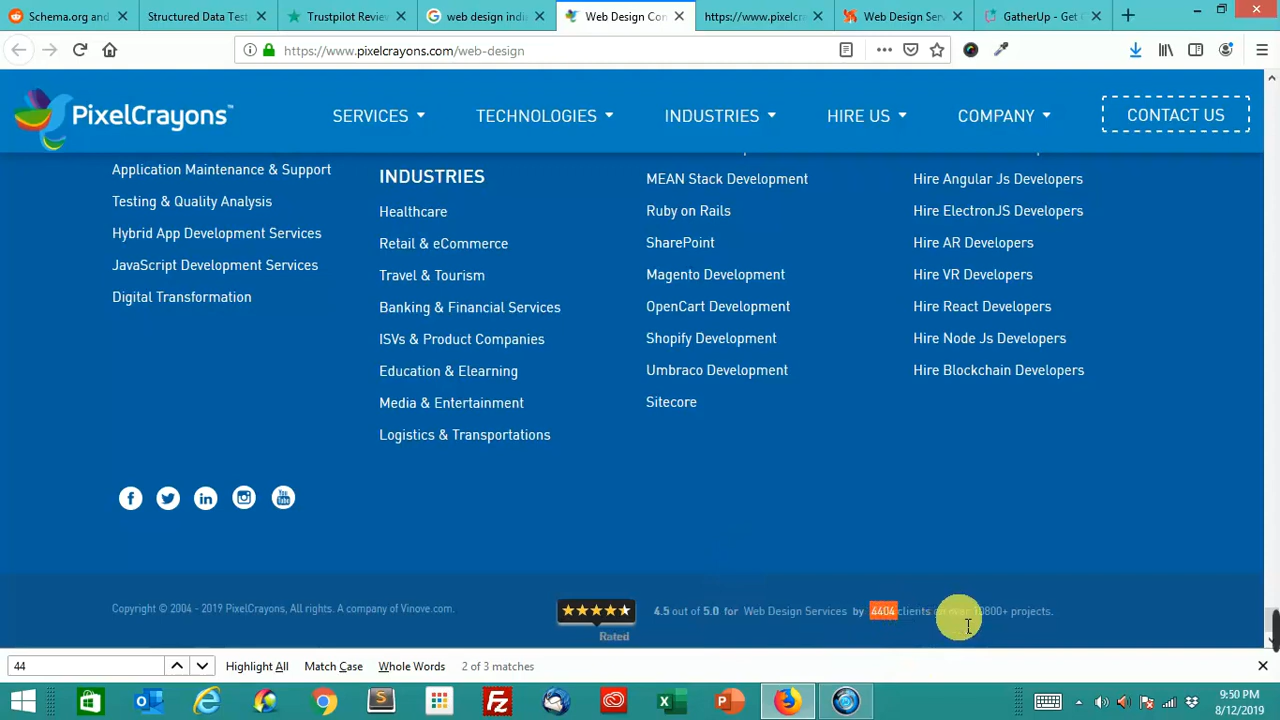 Schema.org and
Structured Data Test
Trustpilot Review
web design indi
Web Design Con
https://www.pixelcra
Web Design Serv
GatherUp - Get
https://www.pixelcrayons.com/web-design
PixelCrayons™
SERVICES
TECHNOLOGIES
INDUSTRIES
HIRE US
COMPANY
CONTACT US
Application Maintenance & Support
Testing & Quality Analysis
Hybrid App Development Services
JavaScript Development Services
Digital Transformation
INDUSTRIES
Healthcare
Retail & eCommerce
Travel & Tourism
Banking & Financial Services
ISVs & Product Companies
Education & Elearning
Media & Entertainment
Logistics & Transportations
MEAN Stack Development
Ruby on Rails
SharePoint
Magento Development
OpenCart Development
Shopify Development
Umbraco Development
Sitecore
Hire Angular Js Developers
Hire ElectronJS Developers
Hire AR Developers
Hire VR Developers
Hire React Developers
Hire Node Js Developers
Hire Blockchain Developers
Copyright © 2004 - 2019 PixelCrayons, All rights. A company of Vinove.com.
Rated
4.5 out of 5.0 for Web Design Services by 4404 clients on over 10800+ projects.
44
Highlight All
Match Case
Whole Words
2 of 3 matches
9:50 PM
8/12/2019